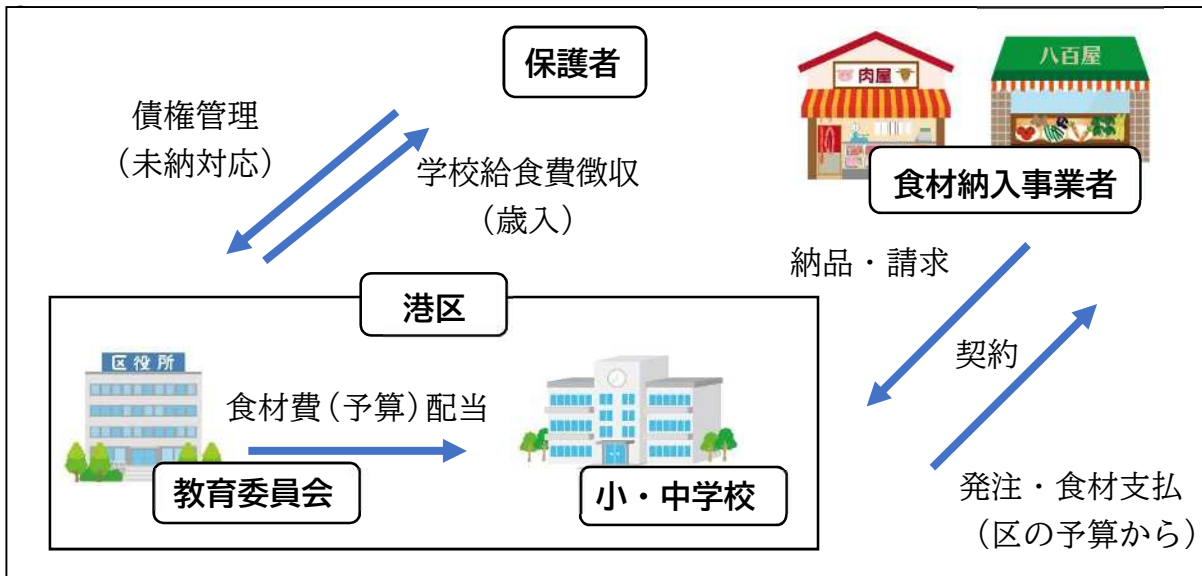 保護者
肉屋
八百屋
債権管理
（未納対応）
学校給食費徴収
（歳入）
食材納入事業者
納品・請求
港区
契約
区役所
食材費（予算）配当
教育委員会
小・中学校
発注・食材支払
（区の予算から）